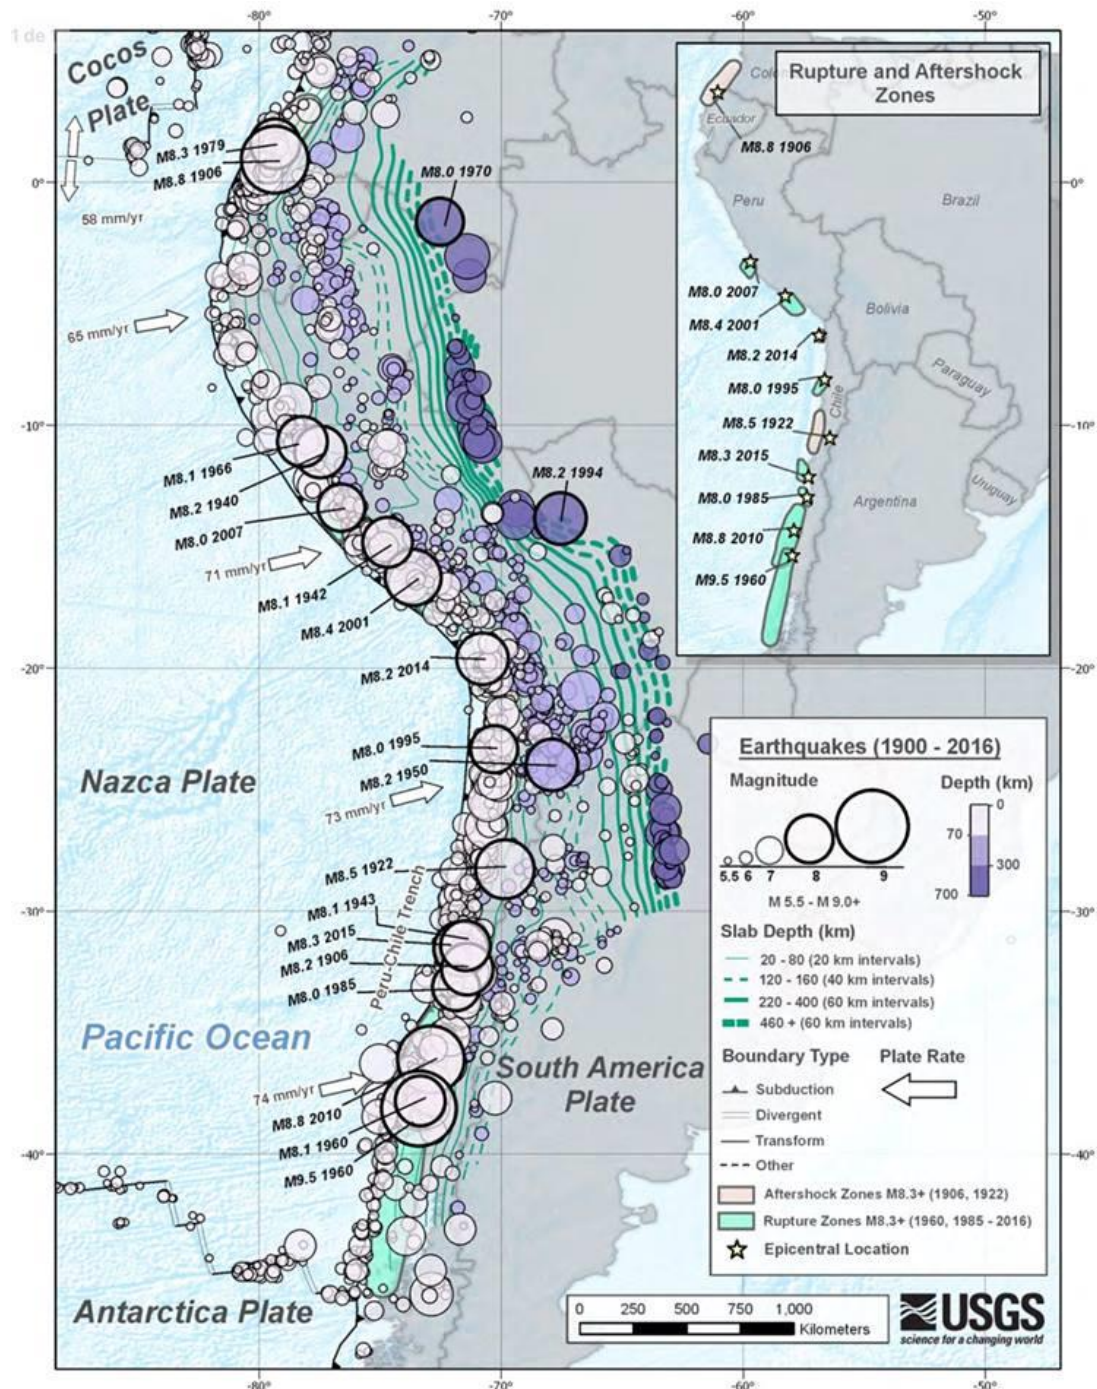 1 de
-80°
-70°
-60°
-50°
Cocos
Plate
M8.3 1979
M8.8 1906
M8.0 1970
0°
0°
58 mm/yr
65 mm/yr
-10°
-10°
M8.1 1966
M8.2 1940
M8.0 2007
M8.2 1994
71 mm/yr
M8.1 1942
M8.4 2001
M8.2 2014
-20°
-20°
M8.0 1995
M8.2 1950
Nazca Plate
73 mm/yr
M8.5 1922
Peru-Chile Trench
M8.1 1943
M8.3 2015
M8.2 1906
M8.0 1985
-30°
-30°
Pacific Ocean
South America
Plate
74 mm/yr
M8.8 2010
M8.1 1960
M9.5 1960
-40°
-40°
Antarctica Plate
-80°
-70°
-60°
-50°
Rupture and Aftershock
Zones
Ecuador
M8.8 1906
Peru
Brazil
M8.0 2007
M8.4 2001
Bolivia
M8.2 2014
M8.0 1995
Paraguay
Chile
M8.5 1922
M8.3 2015
M8.0 1985
Argentina
Uruguay
M8.8 2010
M9.5 1960
Earthquakes (1900 - 2016)
Magnitude
Depth (km)
0
70
300
700
5.5 6 7 8 9
M 5.5 - M 9.0+
Slab Depth (km)
20 - 80 (20 km intervals)
120 - 160 (40 km intervals)
220 - 400 (60 km intervals)
460 + (60 km intervals)
Boundary Type Plate Rate
Subduction
Divergent
Transform
Other
Aftershock Zones M8.3+ (1906, 1922)
Rupture Zones M8.3+ (1960, 1985 - 2016)
Epicentral Location
0 250 500 750 1,000
Kilometers
USGS
science for a changing world